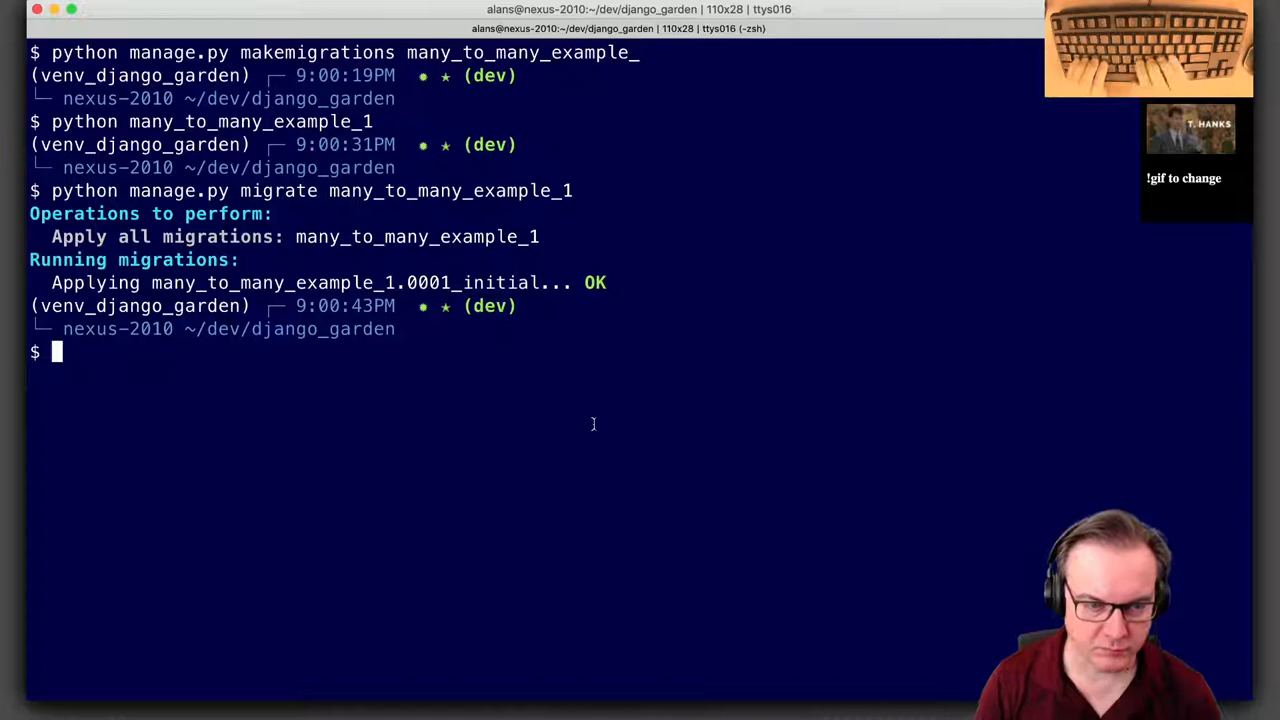 alans@nexus-2010:~/dev/django_garden | 110x28 | ttys016
alans@nexus-2010:~/dev/django_garden | 110x28 | ttys016 (-zsh)
$ python manage.py makemigrations many_to_many_example_
(venv_django_garden) ┌─ 9:00:19PM ✹ ★ (dev)
└─ nexus-2010 ~/dev/django_garden
$ python many_to_many_example_1
(venv_django_garden) ┌─ 9:00:31PM ✹ ★ (dev)
└─ nexus-2010 ~/dev/django_garden
$ python manage.py migrate many_to_many_example_1
Operations to perform:
  Apply all migrations: many_to_many_example_1
Running migrations:
  Applying many_to_many_example_1.0001_initial... OK
(venv_django_garden) ┌─ 9:00:43PM ✹ ★ (dev)
└─ nexus-2010 ~/dev/django_garden
$
T. HANKS
!gif to change